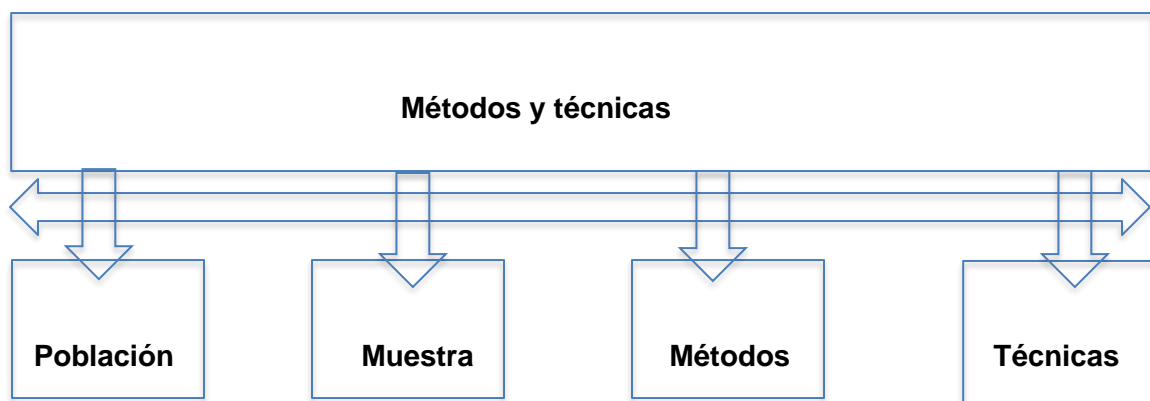 Métodos y técnicas
Población
Muestra
Métodos
Técnicas